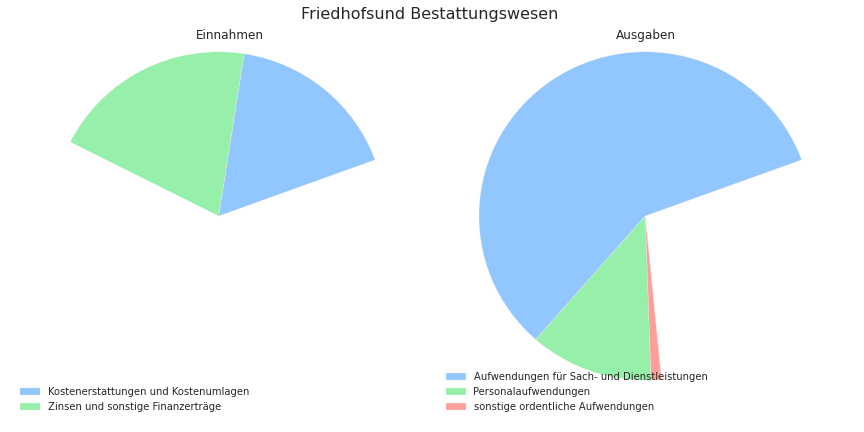 Friedhofsund Bestattungswesen
Einnahmen
Kostenerstattungen und Kostenumlagen
Zinsen und sonstige Finanzerträge
Ausgaben
Aufwendungen für Sach- und Dienstleistungen
Personalaufwendungen
sonstige ordentliche Aufwendungen